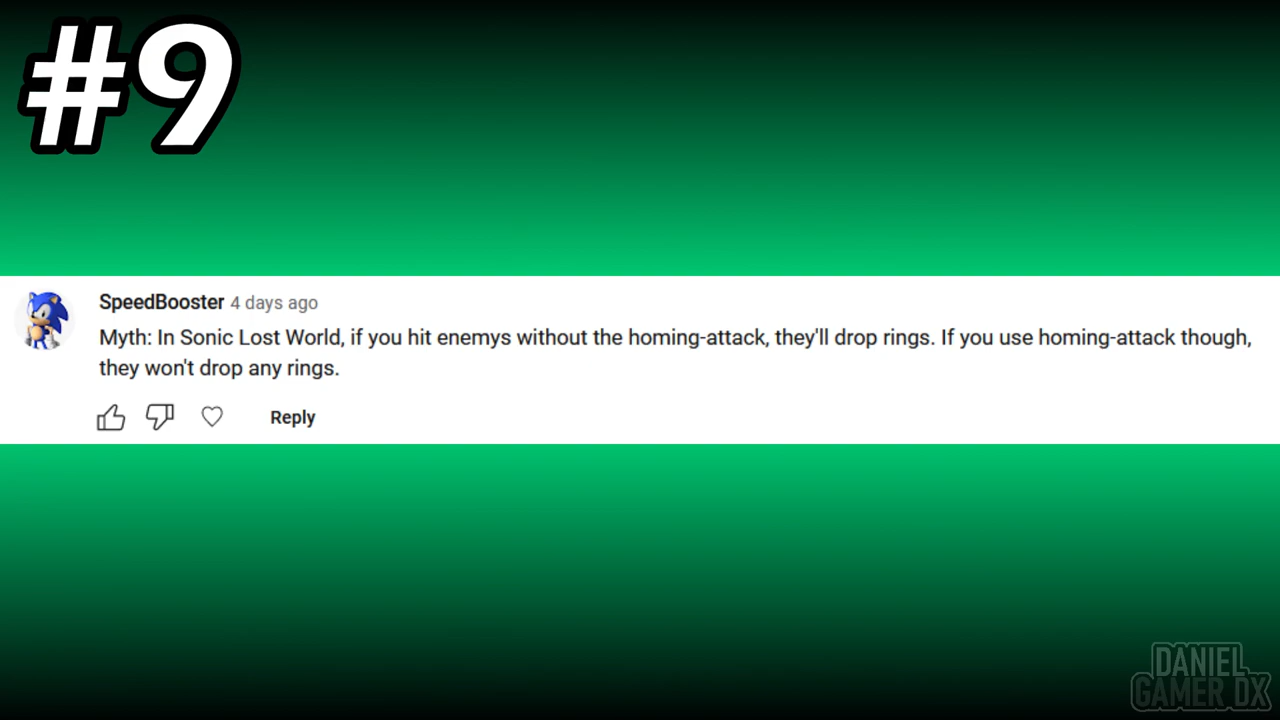 #9
SpeedBooster 4 days ago
Myth: In Sonic Lost World, if you hit enemys without the homing-attack, they'll drop rings. If you use homing-attack though,
they won't drop any rings.
Reply
DANIEL
GAMER DX